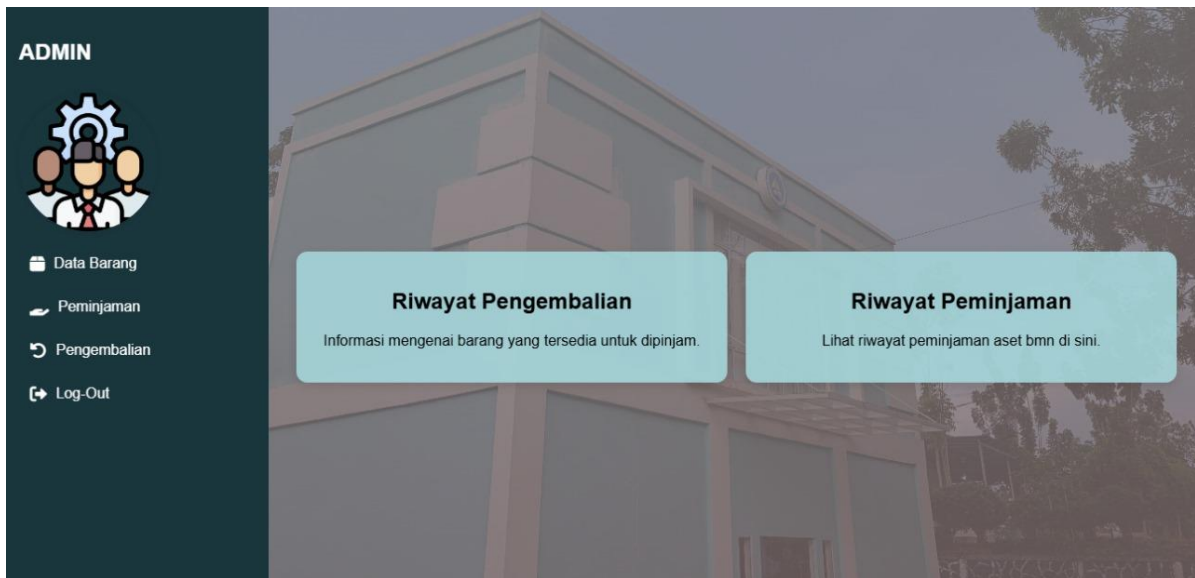 ADMIN
Data Barang
Peminjaman
Pengembalian
Log-Out
Riwayat Pengembalian
Informasi mengenai barang yang tersedia untuk dipinjam.
Riwayat Peminjaman
Lihat riwayat peminjaman aset bmn di sini.